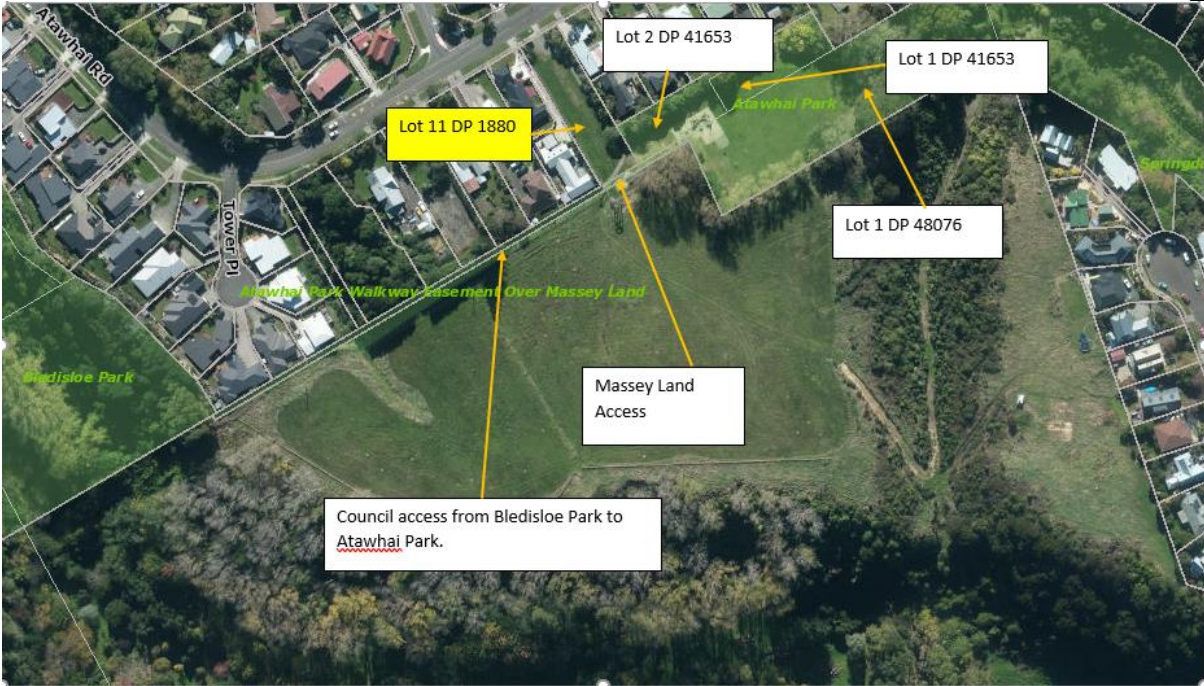 Atawhai Rd
Lot 2 DP 41653
Lot 1 DP 41653
Atawhai Park
Lot 11 DP 1880
Springd
Tower Pl
Lot 1 DP 48076
Atawhai Park Walkway Easement Over Massey Land
Bledisloe Park
Massey Land
Access
Council access from Bledisloe Park to
Atawhai Park.